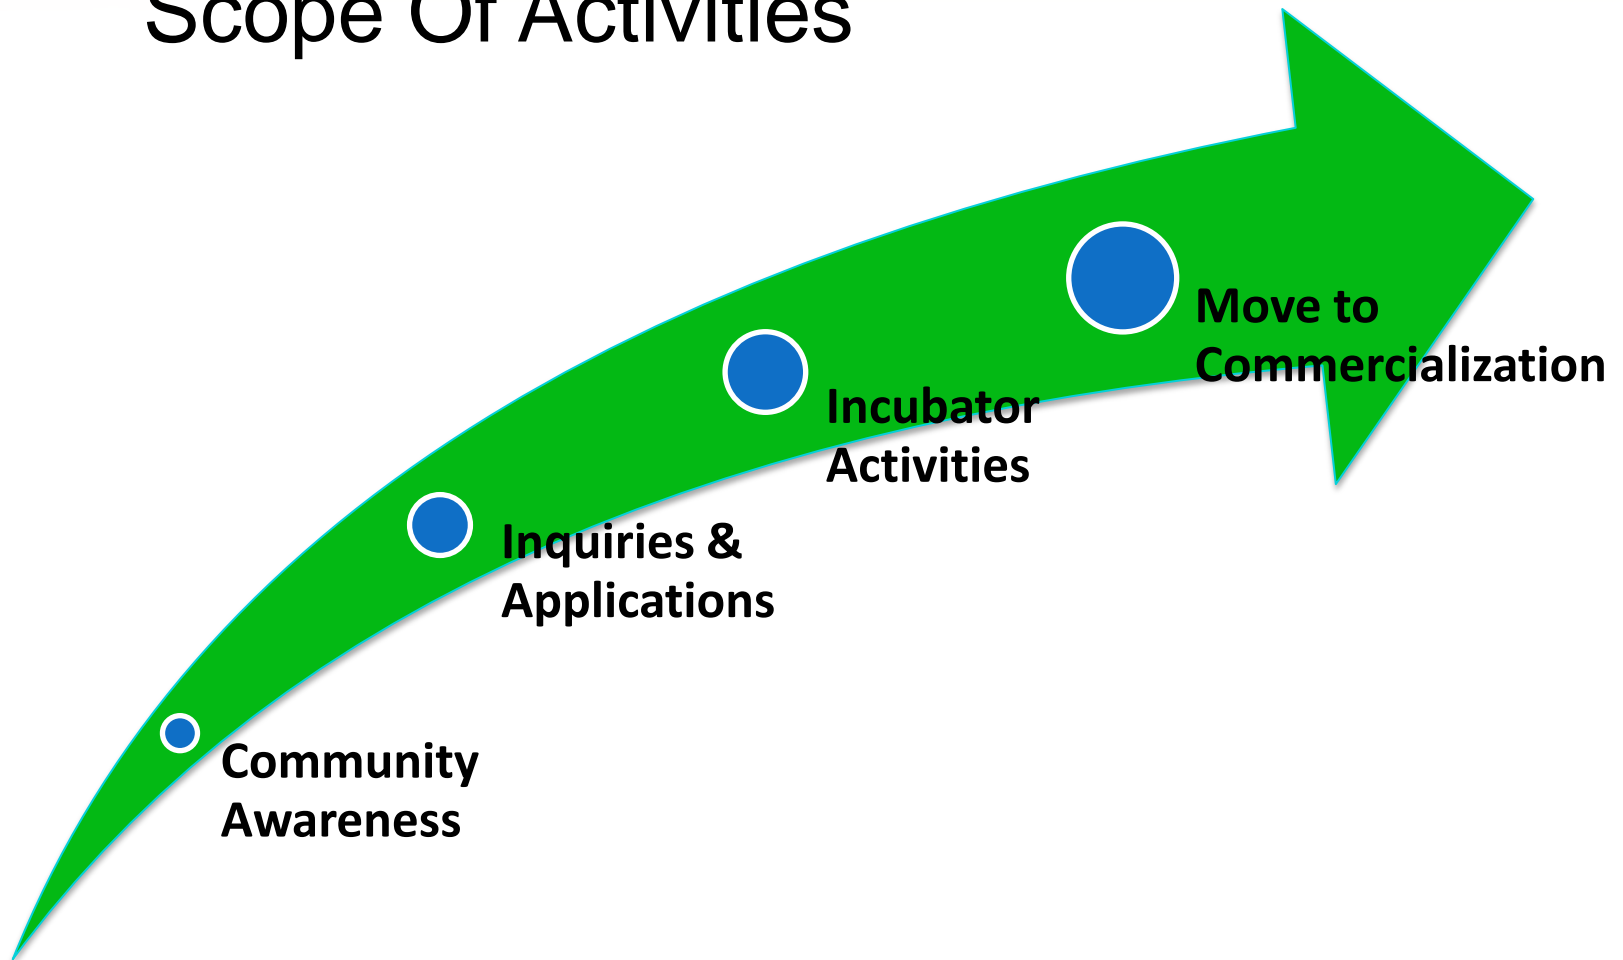 Scope Of Activities
Move to
Commercialization
Incubator
Activities
Inquiries &
Applications
Community
Awareness